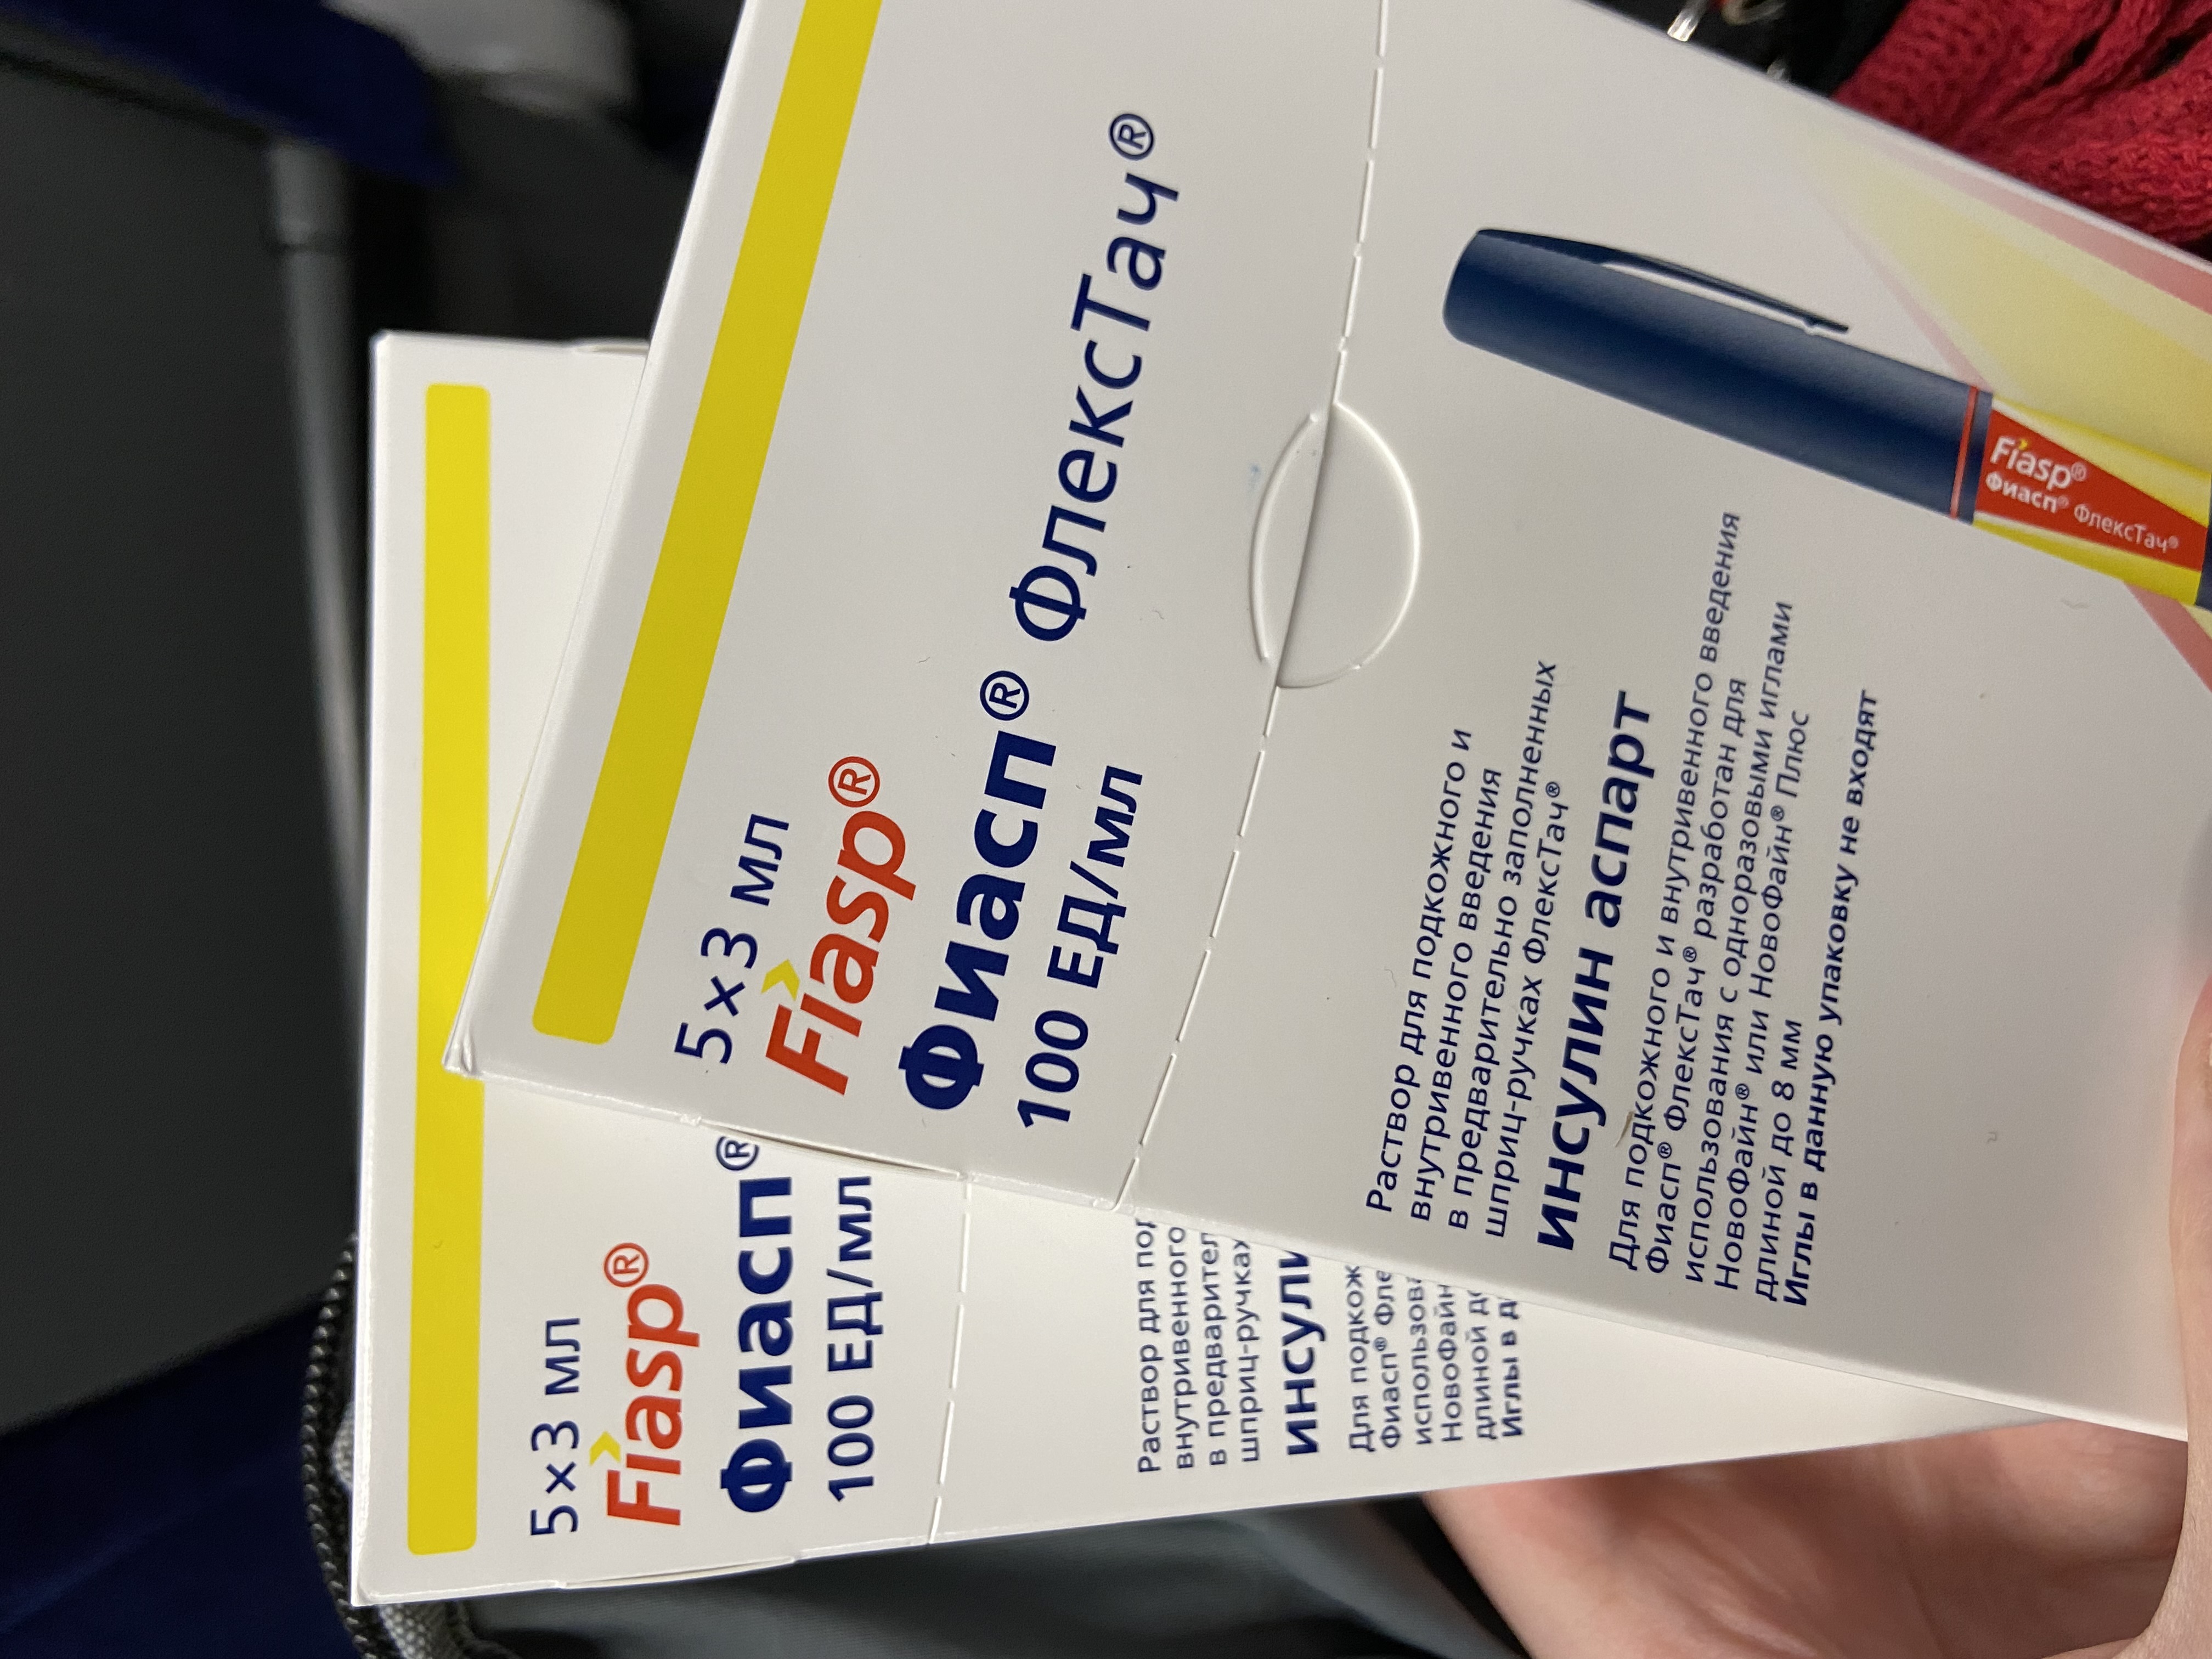 5×3 мл
Fiasp®
Фиасп® ФлексТач®
100 ЕД/мл
Раствор для подкожного и
внутривенного введения
в предварительно заполненных
шприц-ручках ФлексТач®
инсулин аспарт
Для подкожного и внутривенного введения
Фиасп® ФлексТач® разработан для
использования с одноразовыми иглами
НовоФайн® или НовоФайн® Плюс
длиной до 8 мм
Иглы в данную упаковку не входят
Fiasp®
Фиасп® ФлексТач®
5×3 мл
Fiasp®
Фиасп®
100 ЕД/мл
Раствор для под
внутривенного
в предварител
шприц-ручках
инсули
Для подкож
Фиасп® Фле
использова
НовоФайн
длиной до
Иглы в д